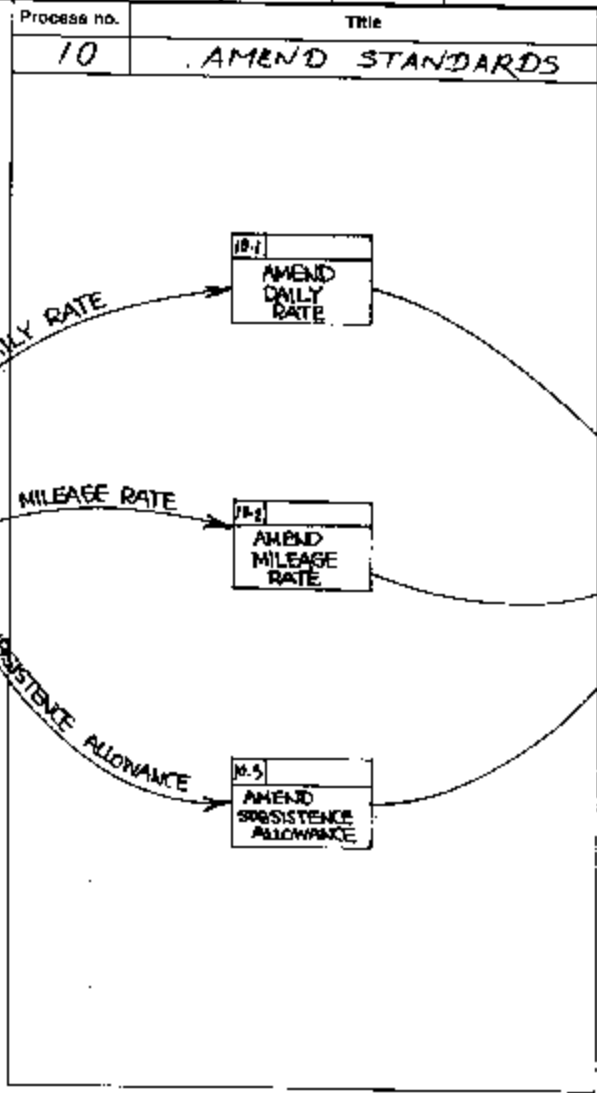 Process no.
Title
10
AMEND STANDARDS
10.1
AMEND
DAILY
RATE
RATE
MILEAGE RATE
10.2
AMEND
MILEAGE
RATE
ALLOWANCE
10.3
AMEND
SUBSISTENCE
ALLOWANCE